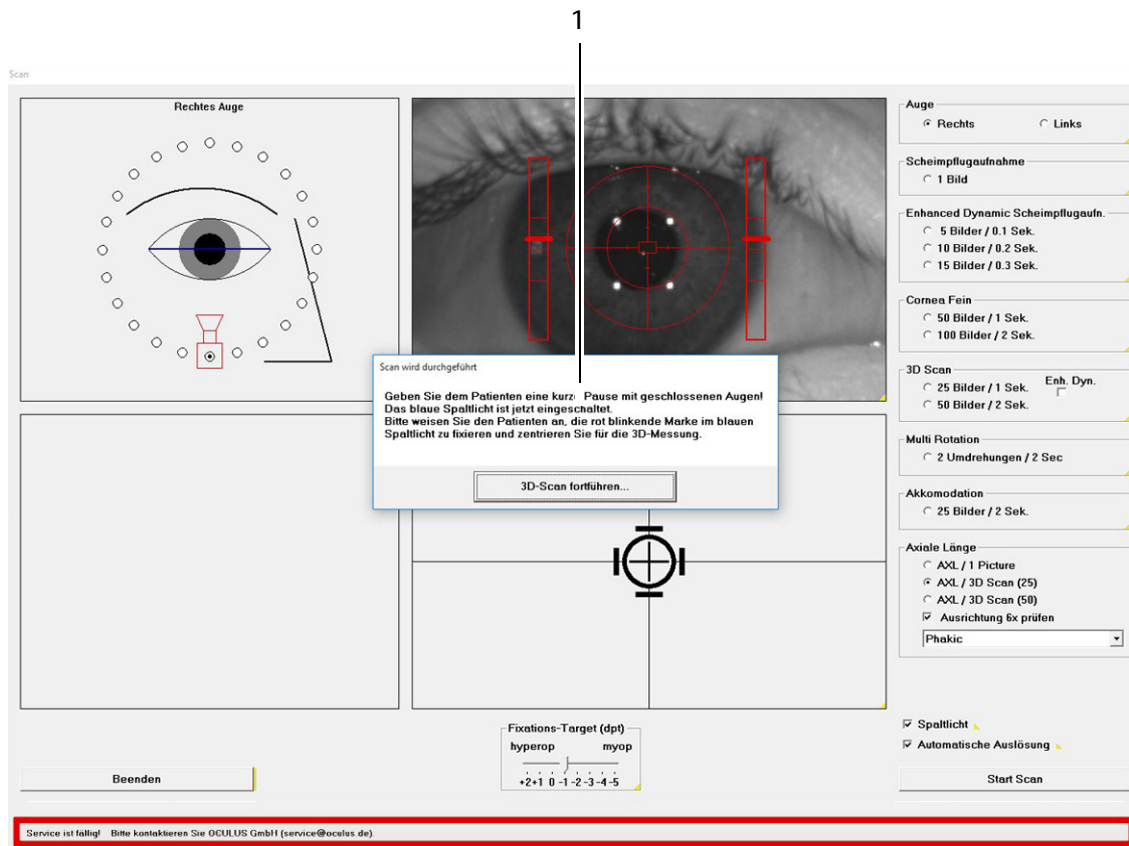 1
Scan
Rechtes Auge
Auge
Rechts
Links
Scheimpflugaufnahme
1 Bild
Enhanced Dynamic Scheimpflugaufn.
5 Bilder / 0.1 Sek.
10 Bilder / 0.2 Sek.
15 Bilder / 0.3 Sek.
Cornea Fein
50 Bilder / 1 Sek.
100 Bilder / 2 Sek.
3D Scan
25 Bilder / 1 Sek.
Enh. Dyn.
50 Bilder / 2 Sek.
Multi Rotation
2 Umdrehungen / 2 Sec
Akkomodation
25 Bilder / 2 Sek.
Axiale Länge
AXL / 1 Picture
AXL / 3D Scan (25)
AXL / 3D Scan (50)
Ausrichtung 6x prüfen
Phakic
Scan wird durchgeführt
Geben Sie dem Patienten eine kurze Pause mit geschlossenen Augen!
Das blaue Spaltlicht ist jetzt eingeschaltet.
Bitte weisen Sie den Patienten an, die rot blinkende Marke im blauen
Spaltlicht zu fixieren und zentrieren Sie für die 3D-Messung.
3D-Scan fortführen...
Fixations-Target (dpt)
hyperop myop
+2+1 0 -1 -2 -3 -4 -5
Spaltlicht
Automatische Auslösung
Beenden
Start Scan
Service ist fällig! Bitte kontaktieren Sie OCULUS GmbH (service@oculus.de).